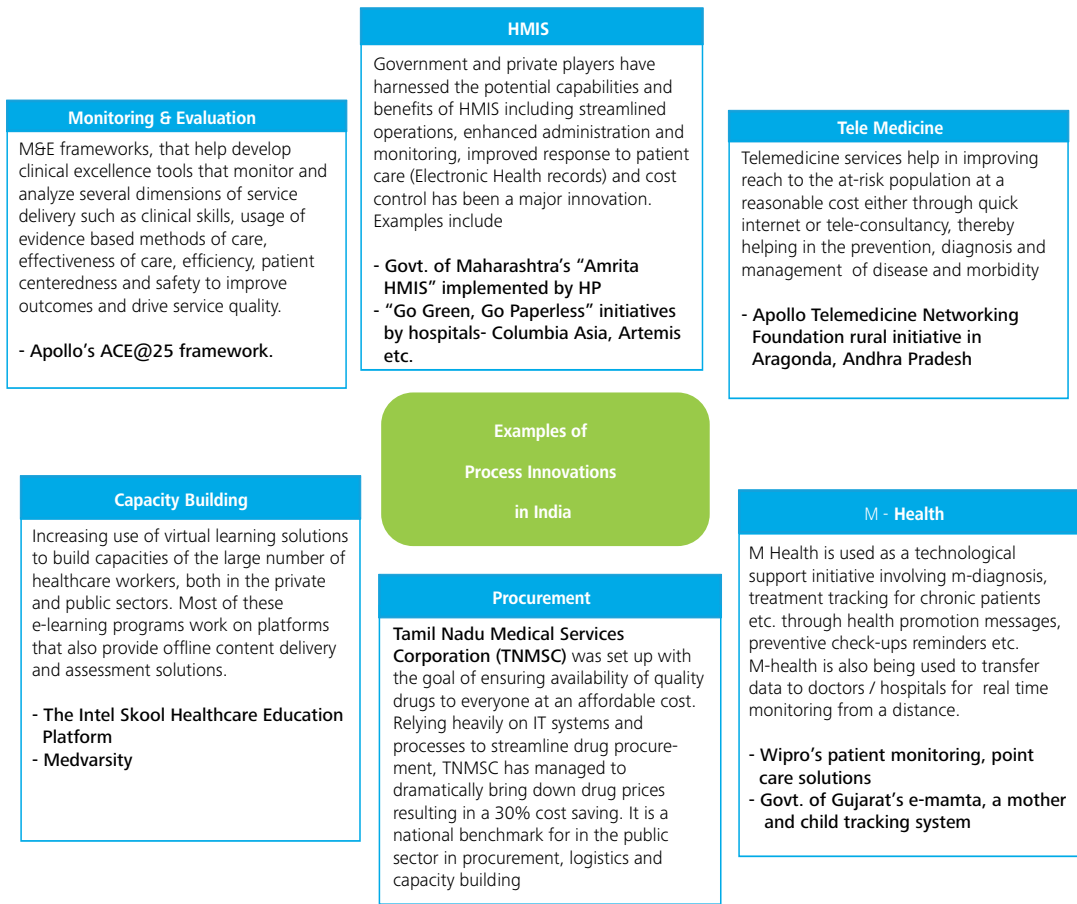 HMIS
Government and private players have
harnessed the potential capabilities and
benefits of HMIS including streamlined
operations, enhanced administration and
monitoring, improved response to patient
care (Electronic Health records) and cost
control has been a major innovation.
Examples include
- Govt. of Maharashtra's “Amrita
HMIS” implemented by HP
- “Go Green, Go Paperless” initiatives
by hospitals- Columbia Asia, Artemis
etc.
Monitoring & Evaluation
M&E frameworks, that help develop
clinical excellence tools that monitor and
analyze several dimensions of service
delivery such as clinical skills, usage of
evidence based methods of care,
effectiveness of care, efficiency, patient
centeredness and safety to improve
outcomes and drive service quality.
- Apollo's ACE@25 framework.
Tele Medicine
Telemedicine services help in improving
reach to the at-risk population at a
reasonable cost either through quick
internet or tele-consultancy, thereby
helping in the prevention, diagnosis and
management of disease and morbidity
- Apollo Telemedicine Networking
Foundation rural initiative in
Aragonda, Andhra Pradesh
Examples of
Process Innovations
in India
Capacity Building
Increasing use of virtual learning solutions
to build capacities of the large number of
healthcare workers, both in the private
and public sectors. Most of these
e-learning programs work on platforms
that also provide offline content delivery
and assessment solutions.
- The Intel Skool Healthcare Education
Platform
- Medvarsity
Procurement
Tamil Nadu Medical Services
Corporation (TNMSC) was set up with
the goal of ensuring availability of quality
drugs to everyone at an affordable cost.
Relying heavily on IT systems and
processes to streamline drug procure-
ment, TNMSC has managed to
dramatically bring down drug prices
resulting in a 30% cost saving. It is a
national benchmark for in the public
sector in procurement, logistics and
capacity building
M - Health
M Health is used as a technological
support initiative involving m-diagnosis,
treatment tracking for chronic patients
etc. through health promotion messages,
preventive check-ups reminders etc.
M-health is also being used to transfer
data to doctors / hospitals for real time
monitoring from a distance.
- Wipro's patient monitoring, point
care solutions
- Govt. of Gujarat's e-mamta, a mother
and child tracking system